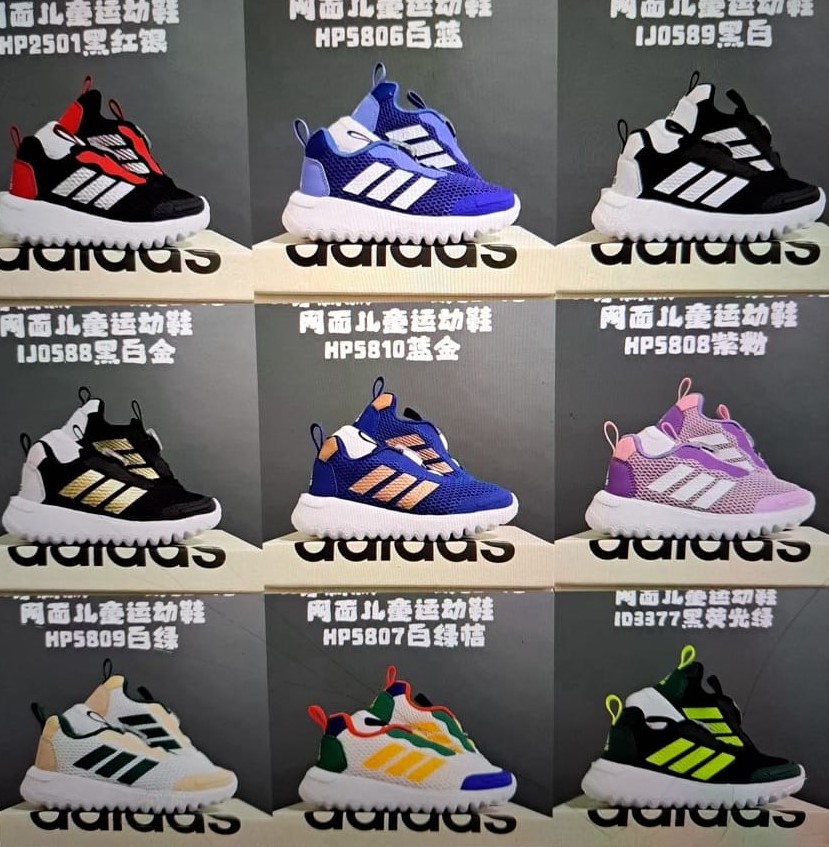 网面儿童运动鞋
HP2501黑红银
adidas
网面儿童运动鞋
HP5806白蓝
adidas
网面儿童运动鞋
IJ0589黑白
adidas
网面儿童运动鞋
IJ0588黑白金
adidas
网面儿童运动鞋
HP5810蓝金
adidas
网面儿童运动鞋
HP5808紫粉
adidas
网面儿童运动鞋
HP5809白绿
adidas
网面儿童运动鞋
HP5807白绿桔
adidas
网面儿童运动鞋
ID3377黑荧光绿
adidas